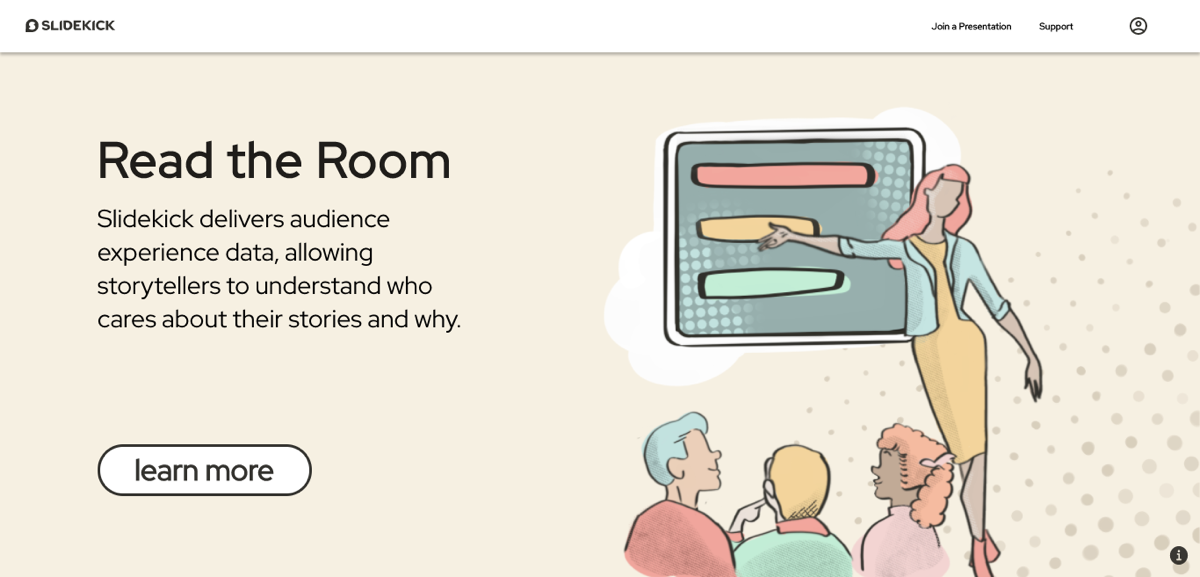 SLIDEKICK
Join a Presentation
Support
Read the Room
Slidekick delivers audience
experience data, allowing
storytellers to understand who
cares about their stories and why.
learn more
i